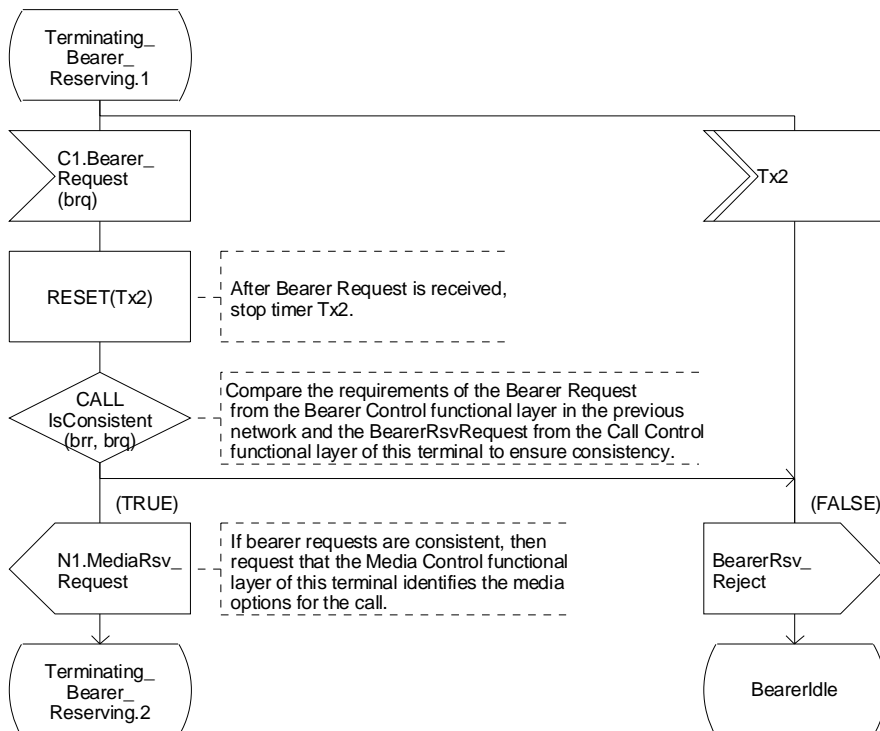 Terminating_
Bearer_
Reserving.1
C1.Bearer_
Request
(brq)
Tx2
RESET(Tx2)
After Bearer Request is received,
stop timer Tx2.
CALL
IsConsistent
(brr, brq)
Compare the requirements of the Bearer Request
from the Bearer Control functional layer in the previous
network and the BearerRsvRequest from the Call Control
functional layer of this terminal to ensure consistency.
(TRUE)
(FALSE)
N1.MediaRsv_
Request
If bearer requests are consistent, then
request that the Media Control functional
layer of this terminal identifies the media
options for the call.
BearerRsv_
Reject
Terminating_
Bearer_
Reserving.2
BearerIdle